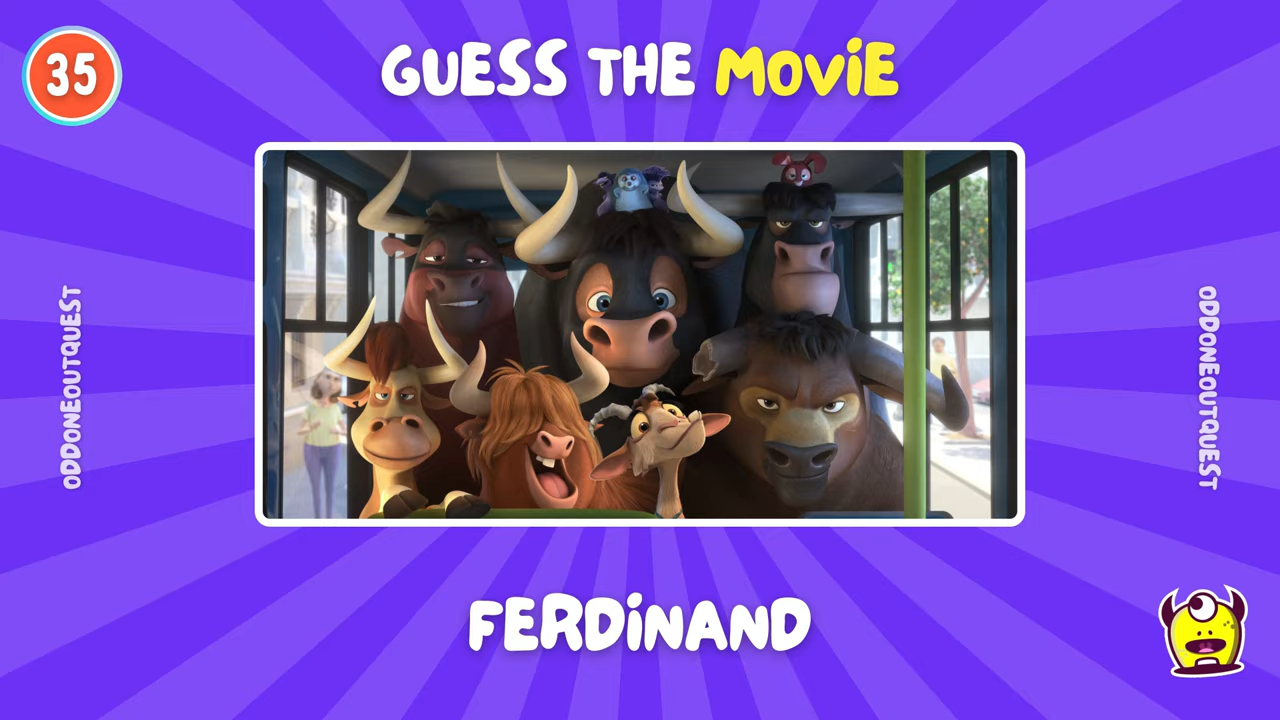 35
GUESS THE MOViE
ODDONEOUTQUEST
ODDONEOUTQUEST
FERDiNAND